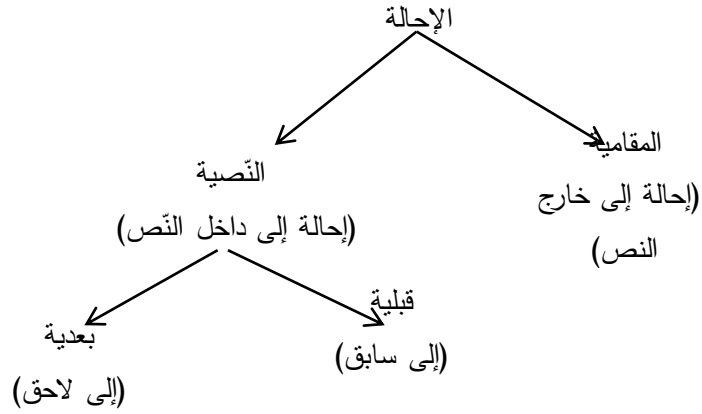 الإحالة
المقامية
(إحالة إلى خارج
النص)
النّصية
(إحالة إلى داخل النّص)
قبلية
(إلى سابق)
بعدية
(إلى لاحق)